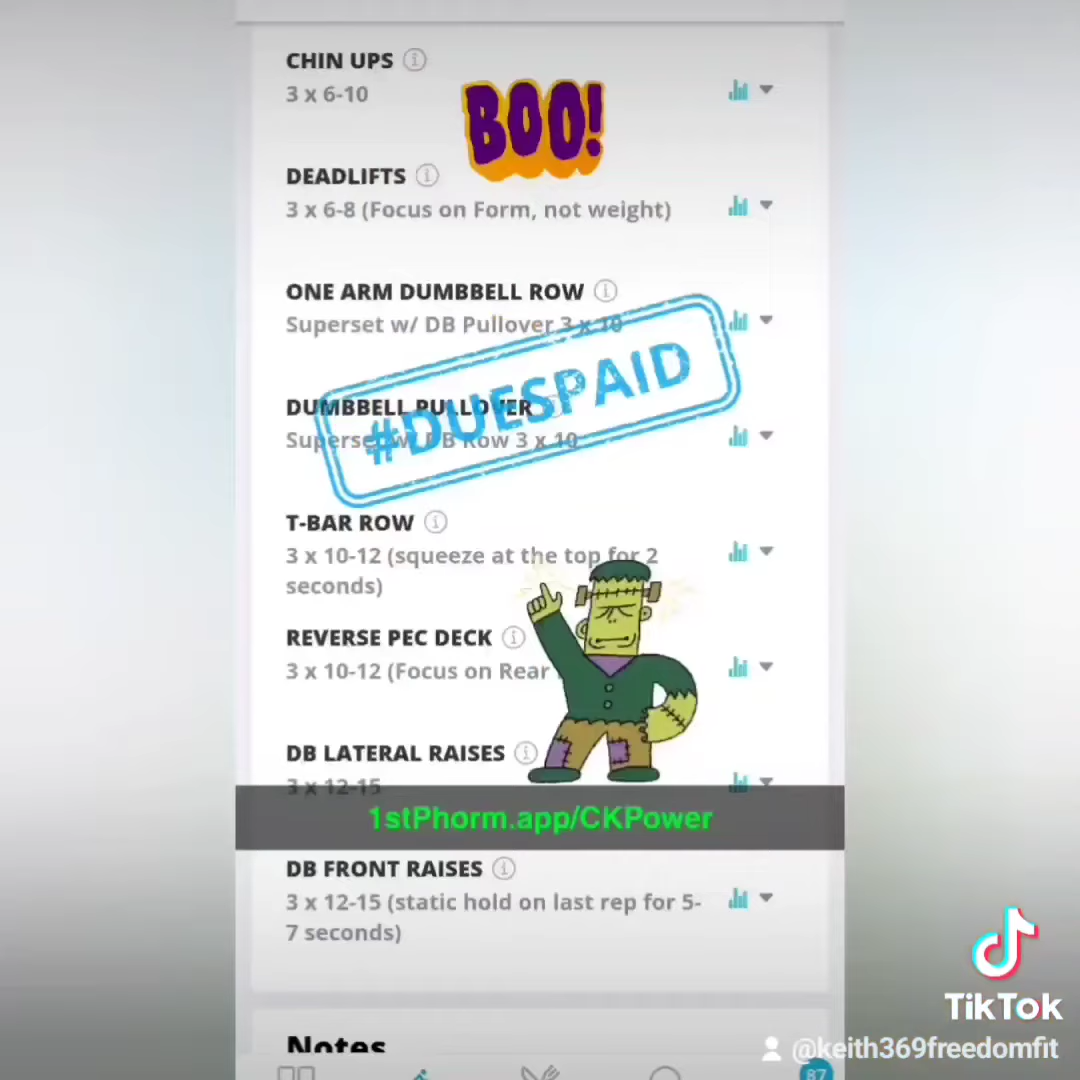 CHIN UPS
3 x 6-10
BOO!
DEADLIFTS
3 x 6-8 (Focus on Form, not weight)
ONE ARM DUMBBELL ROW
Superset w/ DB Pullover 3 x 10
#DUESPAID
DUMBBELL PULLOVER
Superset w/ DB Row 3 x 10
T-BAR ROW
3 x 10-12 (squeeze at the top for 2
seconds)
REVERSE PEC DECK
3 x 10-12 (Focus on Rear
DB LATERAL RAISES
3 x 12-15
1stPhorm.app/CKPower
DB FRONT RAISES
3 x 12-15 (static hold on last rep for 5-
7 seconds)
Notes
87
TikTok
@keith369freedomfit